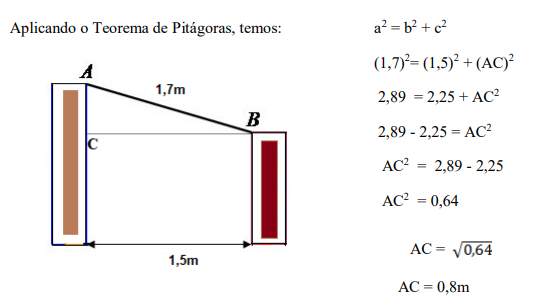 Aplicando o Teorema de Pitágoras, temos:
a² = b² + c²
(1,7)²= (1,5)² + (AC)²
2,89 = 2,25 + AC²
2,89 - 2,25 = AC²
AC² = 2,89 - 2,25
AC² = 0,64
AC = √0,64
AC = 0,8m
A
1,7m
B
C
1,5m